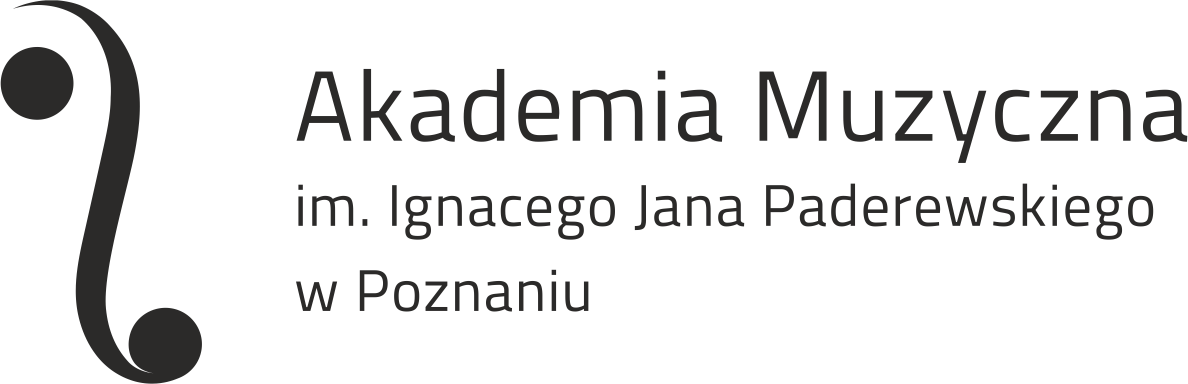 Akademia Muzyczna
im. Ignacego Jana Paderewskiego
w Poznaniu